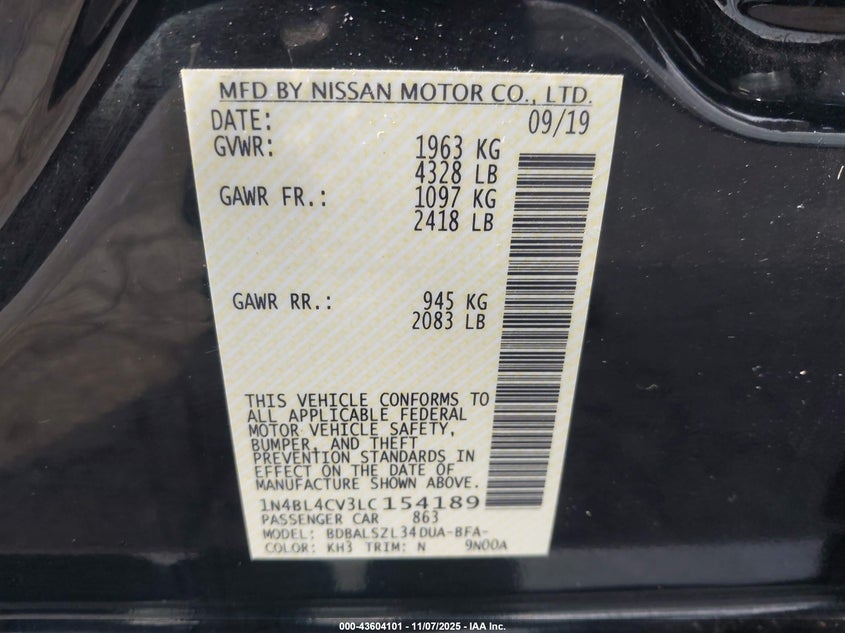 MFD BY NISSAN MOTOR CO., LTD.
DATE: 09/19
GVWR: 1963 KG
4328 LB
GAWR FR.: 1097 KG
2418 LB
GAWR RR.: 945 KG
2083 LB
THIS VEHICLE CONFORMS TO
ALL APPLICABLE FEDERAL
MOTOR VEHICLE SAFETY,
BUMPER, AND THEFT
PREVENTION STANDARDS IN
EFFECT ON THE DATE OF
MANUFACTURE SHOWN ABOVE.
1N4BL4CV3LC154189
PASSENGER CAR 863
MODEL: BDBALSZL34DUA-BFA-
COLOR: KH3 TRIM: N 9N00A
000-43604101 - 11/07/2025 - IAA Inc.